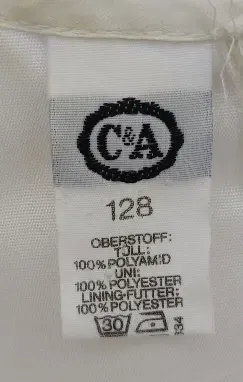 C&A
128
OBERSTOFF:
TÜLL:
100% POLYAMID
UNI:
100% POLYESTER
LINING-FUTTER:
100% POLYESTER
30